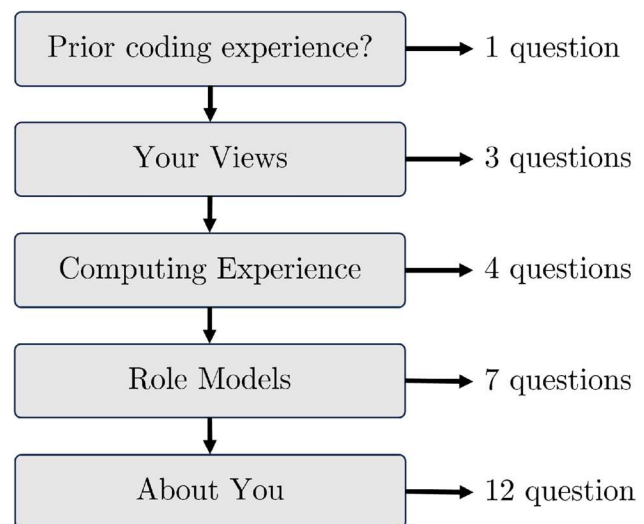 Prior coding experience? 1 question
Your Views 3 questions
Computing Experience 4 questions
Role Models 7 questions
About You 12 question